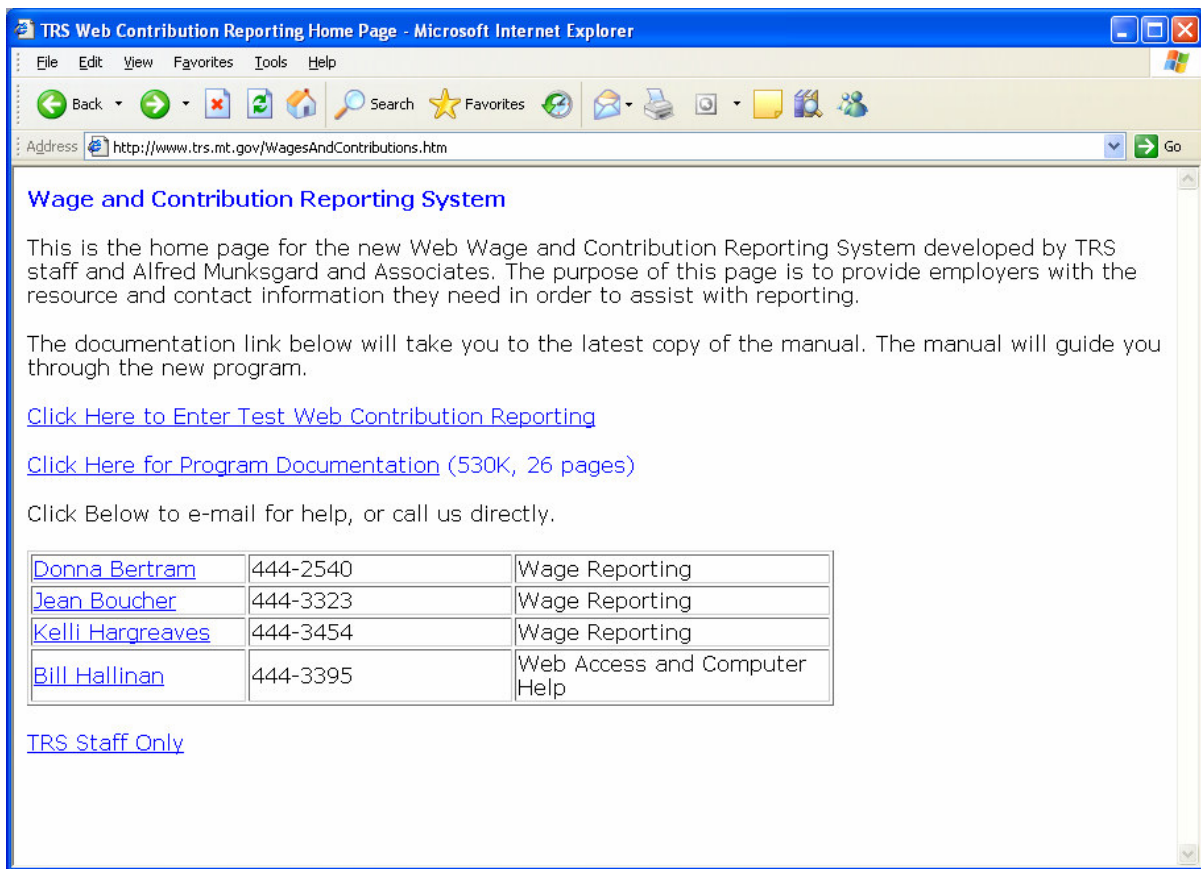 TRS Web Contribution Reporting Home Page - Microsoft Internet Explorer
File Edit View Favorites Tools Help
Back Search Favorites
Address http://www.trs.mt.gov/WagesAndContributions.htm Go
Wage and Contribution Reporting System
This is the home page for the new Web Wage and Contribution Reporting System developed by TRS
staff and Alfred Munksgard and Associates. The purpose of this page is to provide employers with the
resource and contact information they need in order to assist with reporting.
The documentation link below will take you to the latest copy of the manual. The manual will guide you
through the new program.
Click Here to Enter Test Web Contribution Reporting
Click Here for Program Documentation (530K, 26 pages)
Click Below to e-mail for help, or call us directly.
Donna Bertram 444-2540 Wage Reporting
Jean Boucher 444-3323 Wage Reporting
Kelli Hargreaves 444-3454 Wage Reporting
Bill Hallinan 444-3395 Web Access and Computer
Help
TRS Staff Only